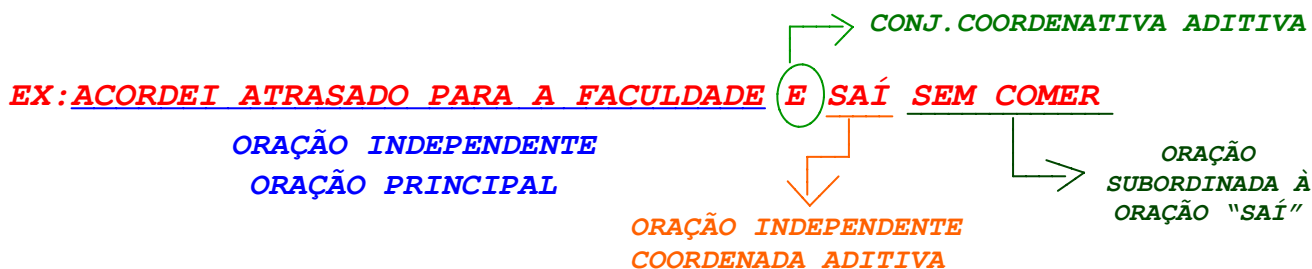 CONJ.COORDENATIVA ADITIVA
EX:ACORDEI ATRASADO PARA A FACULDADE E SAÍ SEM COMER
ORAÇÃO INDEPENDENTE
ORAÇÃO PRINCIPAL
ORAÇÃO
SUBORDINADA À
ORAÇÃO “SAÍ”
ORAÇÃO INDEPENDENTE
COORDENADA ADITIVA